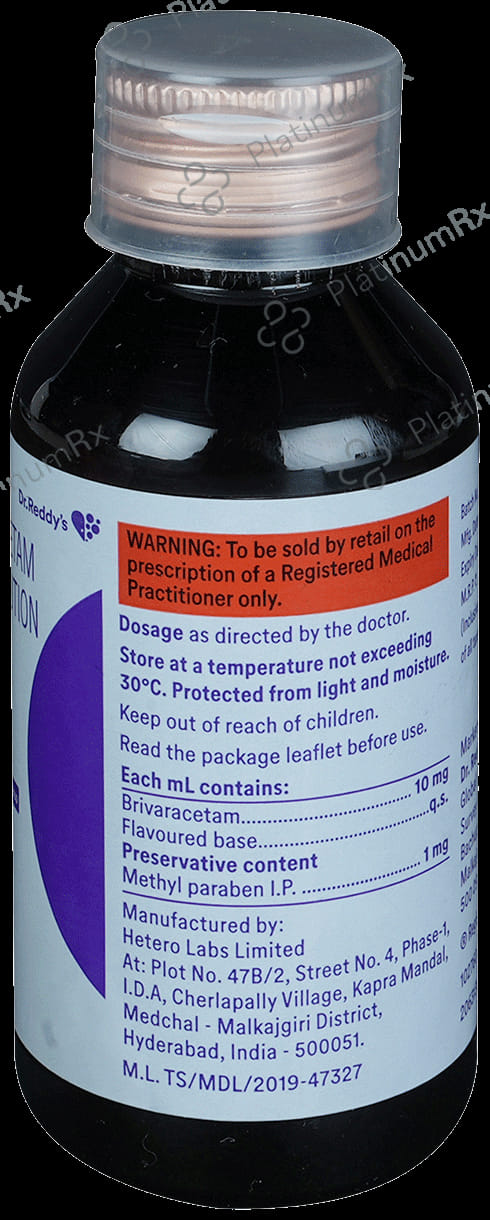 PlatinumRx
PlatinumRx
PlatinumRx
PlatinumRx
Dr.Reddy's
WARNING: To be sold by retail on the
prescription of a Registered Medical
Practitioner only.
Dosage as directed by the doctor.
Store at a temperature not exceeding
30°C. Protected from light and moisture.
Keep out of reach of children.
Read the package leaflet before use.
Each mL contains:
Brivaracetam.......................................... 10 mg
Flavoured base..........................................q.s.
Preservative content
Methyl paraben I.P. ............................. 1 mg
Manufactured by:
Hetero Labs Limited
At: Plot No. 47B/2, Street No. 4, Phase-1,
I.D.A, Cherlapally Village, Kapra Mandal,
Medchal - Malkajgiri District,
Hyderabad, India - 500051.
M.L. TS/MDL/2019-47327